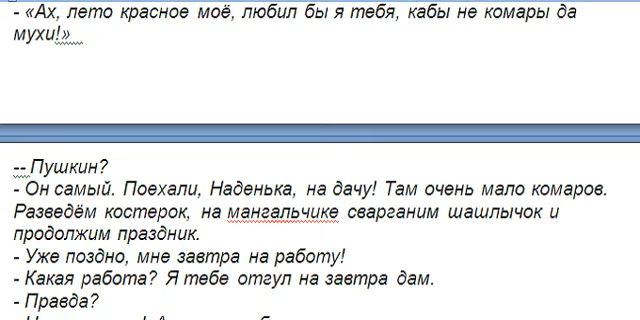 - «Ах, лето красное моё, любил бы я тебя, кабы не комары да
мухи!»
-- Пушкин?
- Он самый. Поехали, Наденька, на дачу! Там очень мало комаров.
Разведём костерок, на мангальчике сварганим шашлычок и
продолжим праздник.
- Уже поздно, мне завтра на работу!
- Какая работа? Я тебе отгул на завтра дам.
- Правда?